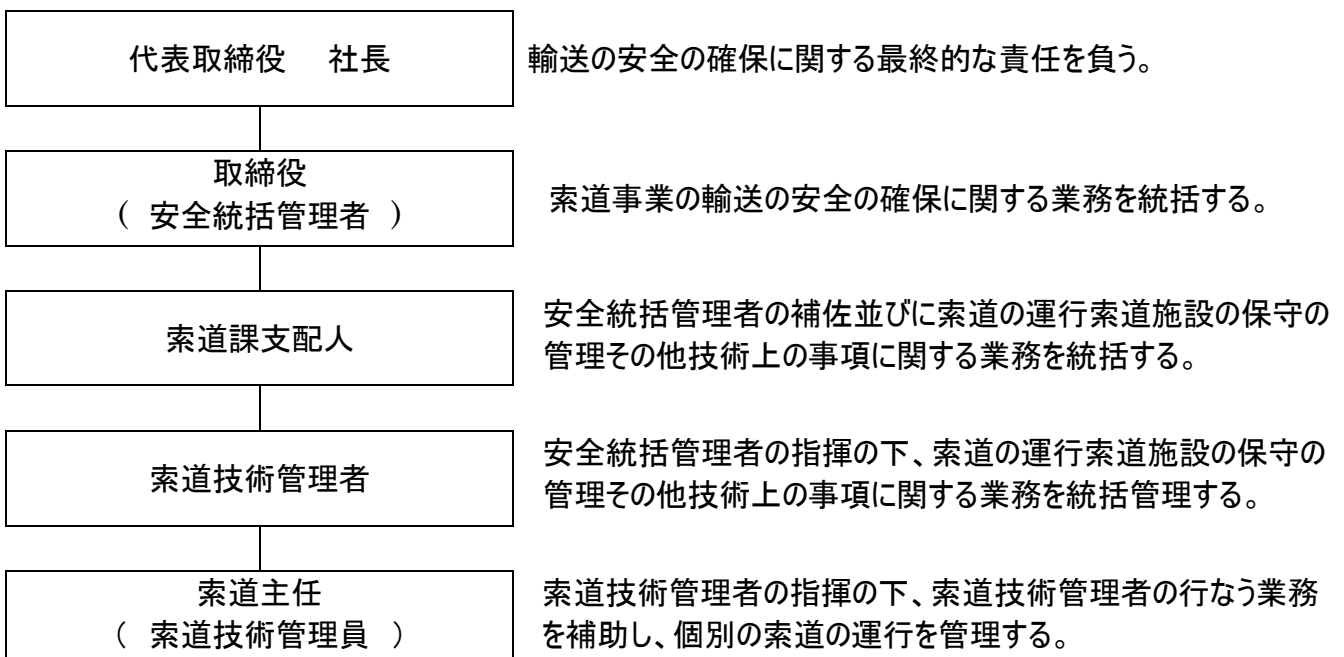 代表取締役　社長
輸送の安全の確保に関する最終的な責任を負う。
取締役
（ 安全統括管理者 ）
索道事業の輸送の安全の確保に関する業務を統括する。
索道課支配人
安全統括管理者の補佐並びに索道の運行索道施設の保守の
管理その他技術上の事項に関する業務を統括する。
索道技術管理者
安全統括管理者の指揮の下、索道の運行索道施設の保守の
管理その他技術上の事項に関する業務を統括管理する。
索道主任
（ 索道技術管理員 ）
索道技術管理者の指揮の下、索道技術管理者の行なう業務
を補助し、個別の索道の運行を管理する。